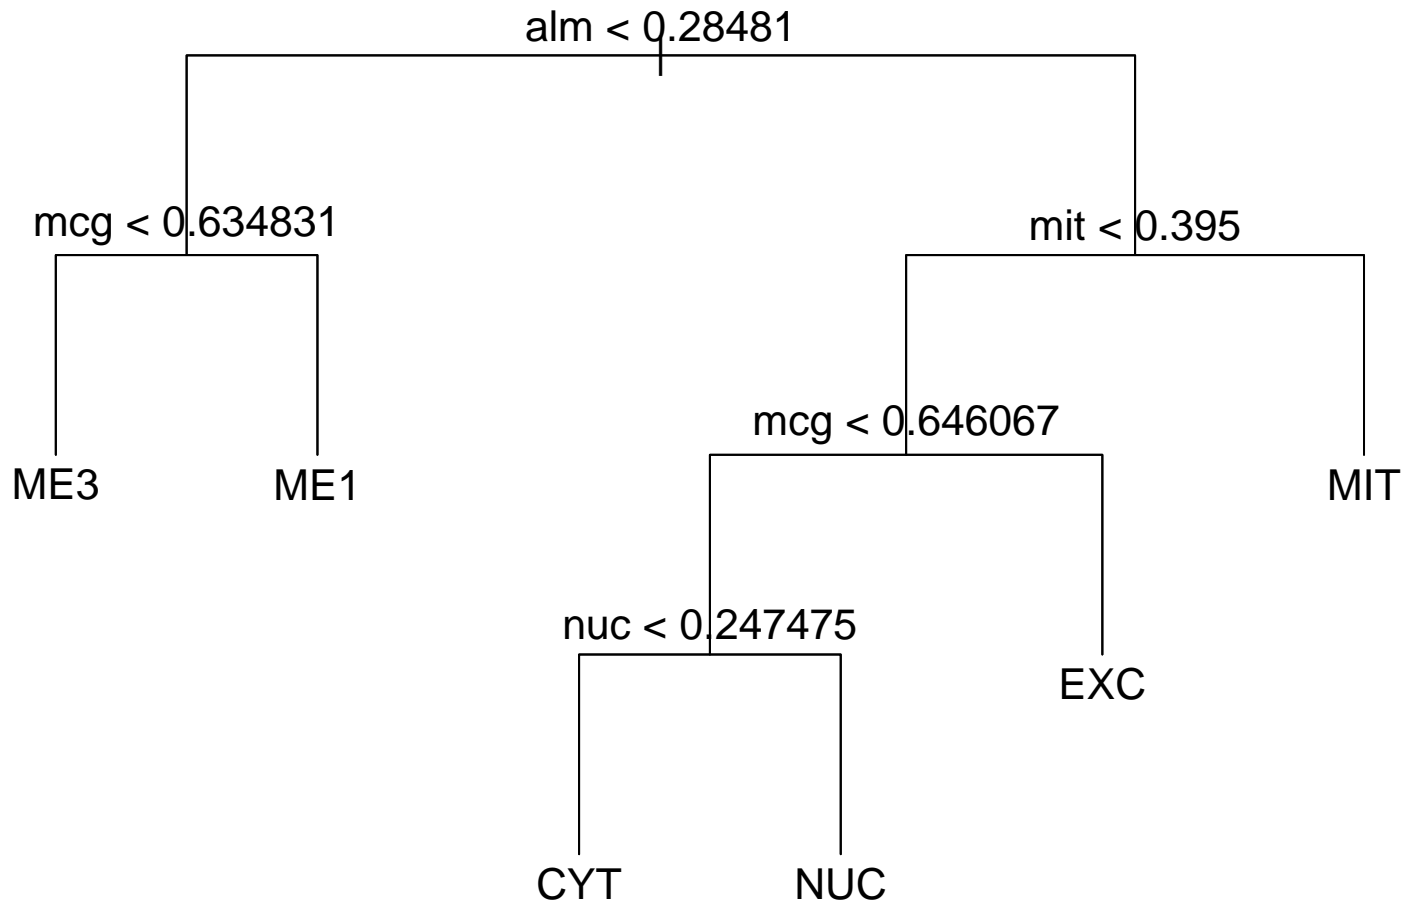 alm < 0.28481
mcg < 0.634831
mit < 0.395
mcg < 0.646067
ME3
ME1
MIT
nuc < 0.247475
EXC
CYT
NUC